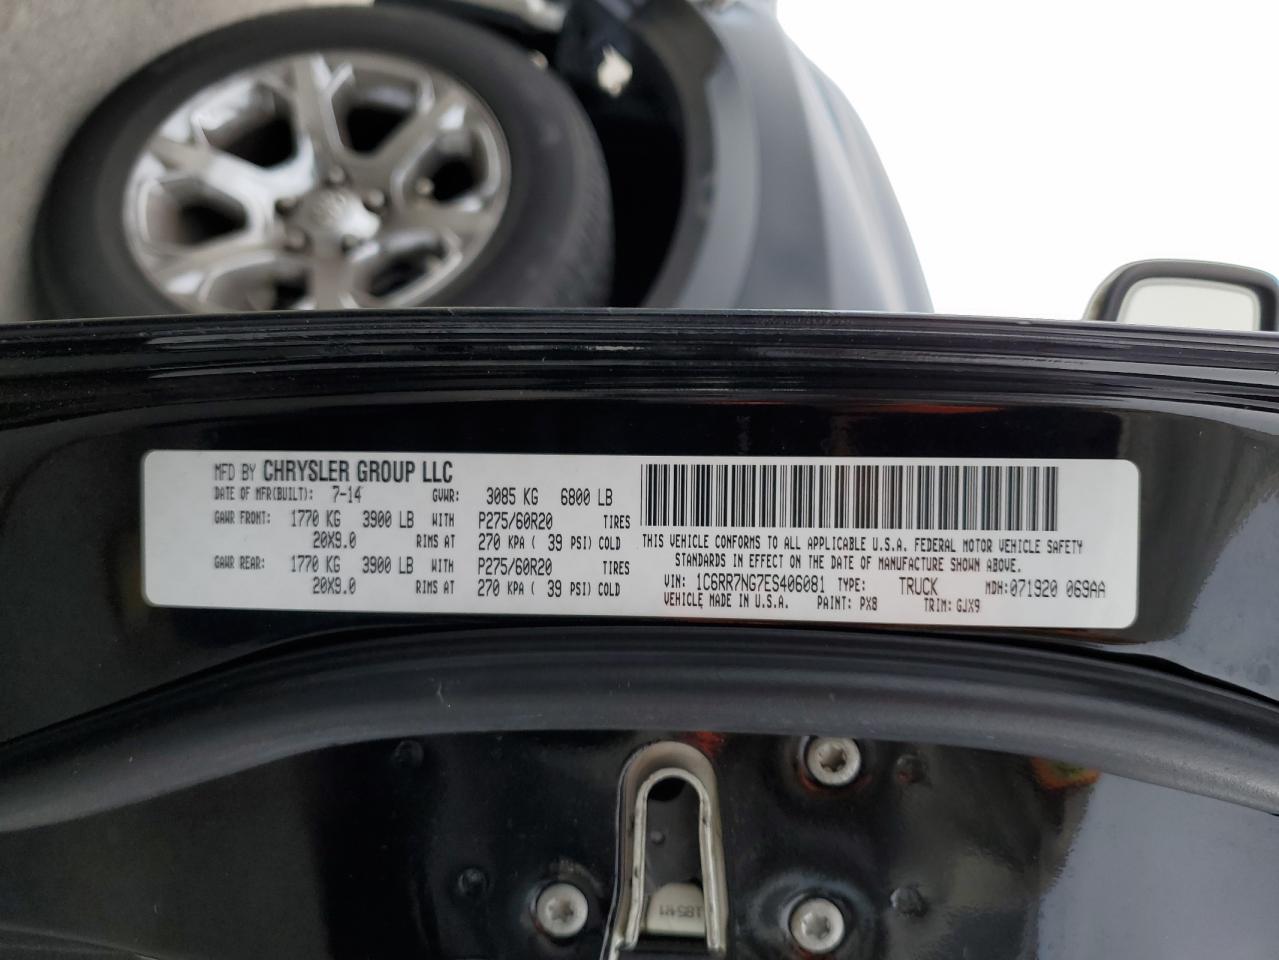 MFD BY CHRYSLER GROUP LLC
DATE OF MFR(BUILT): 7-14 GVWR: 3085 KG 6800 LB
GAWR FRONT: 1770 KG 3900 LB WITH P275/60R20 TIRES
20X9.0 RIMS AT 270 KPA ( 39 PSI) COLD
GAWR REAR: 1770 KG 3900 LB WITH P275/60R20 TIRES
20X9.0 RIMS AT 270 KPA ( 39 PSI) COLD
THIS VEHICLE CONFORMS TO ALL APPLICABLE U.S.A. FEDERAL MOTOR VEHICLE SAFETY
STANDARDS IN EFFECT ON THE DATE OF MANUFACTURE SHOWN ABOVE.
VIN: 1C6RR7NG7ES406081 TYPE: TRUCK MDH:071920 069AA
VEHICLE MADE IN U.S.A. PAINT: PX8 TRIM: GJX9